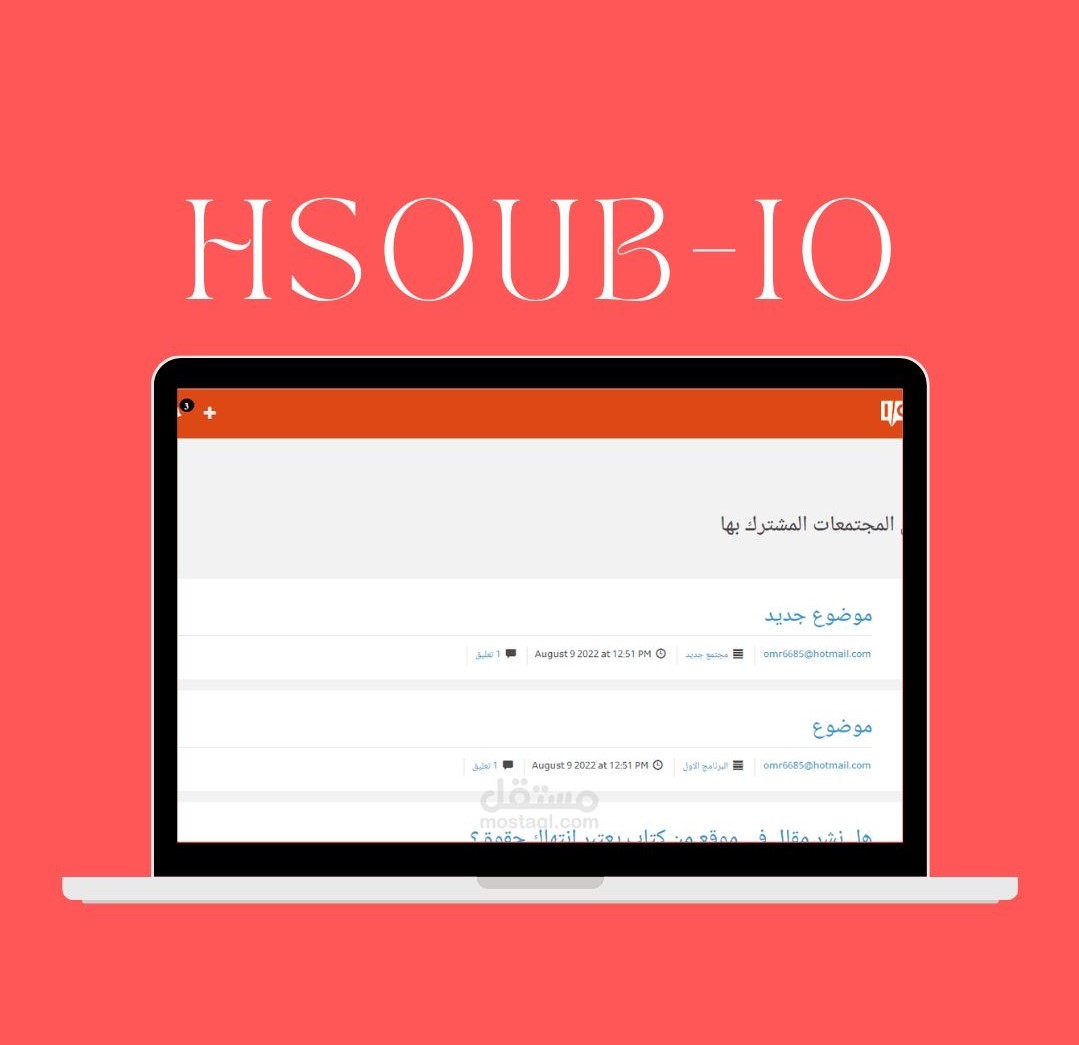 HSOUB-IO
3
المجتمعات المشترك بها
موضوع جديد
omr6685@hotmail.com مجتمع جديد August 9 2022 at 12:51 PM 1 تعليق
موضوع
omr6685@hotmail.com البرنامج الاول August 9 2022 at 12:51 PM 1 تعليق
مستقل
mostaql.com
هل نشر مقال في موقع من كتاب يعتبر انتهاك حقوق؟